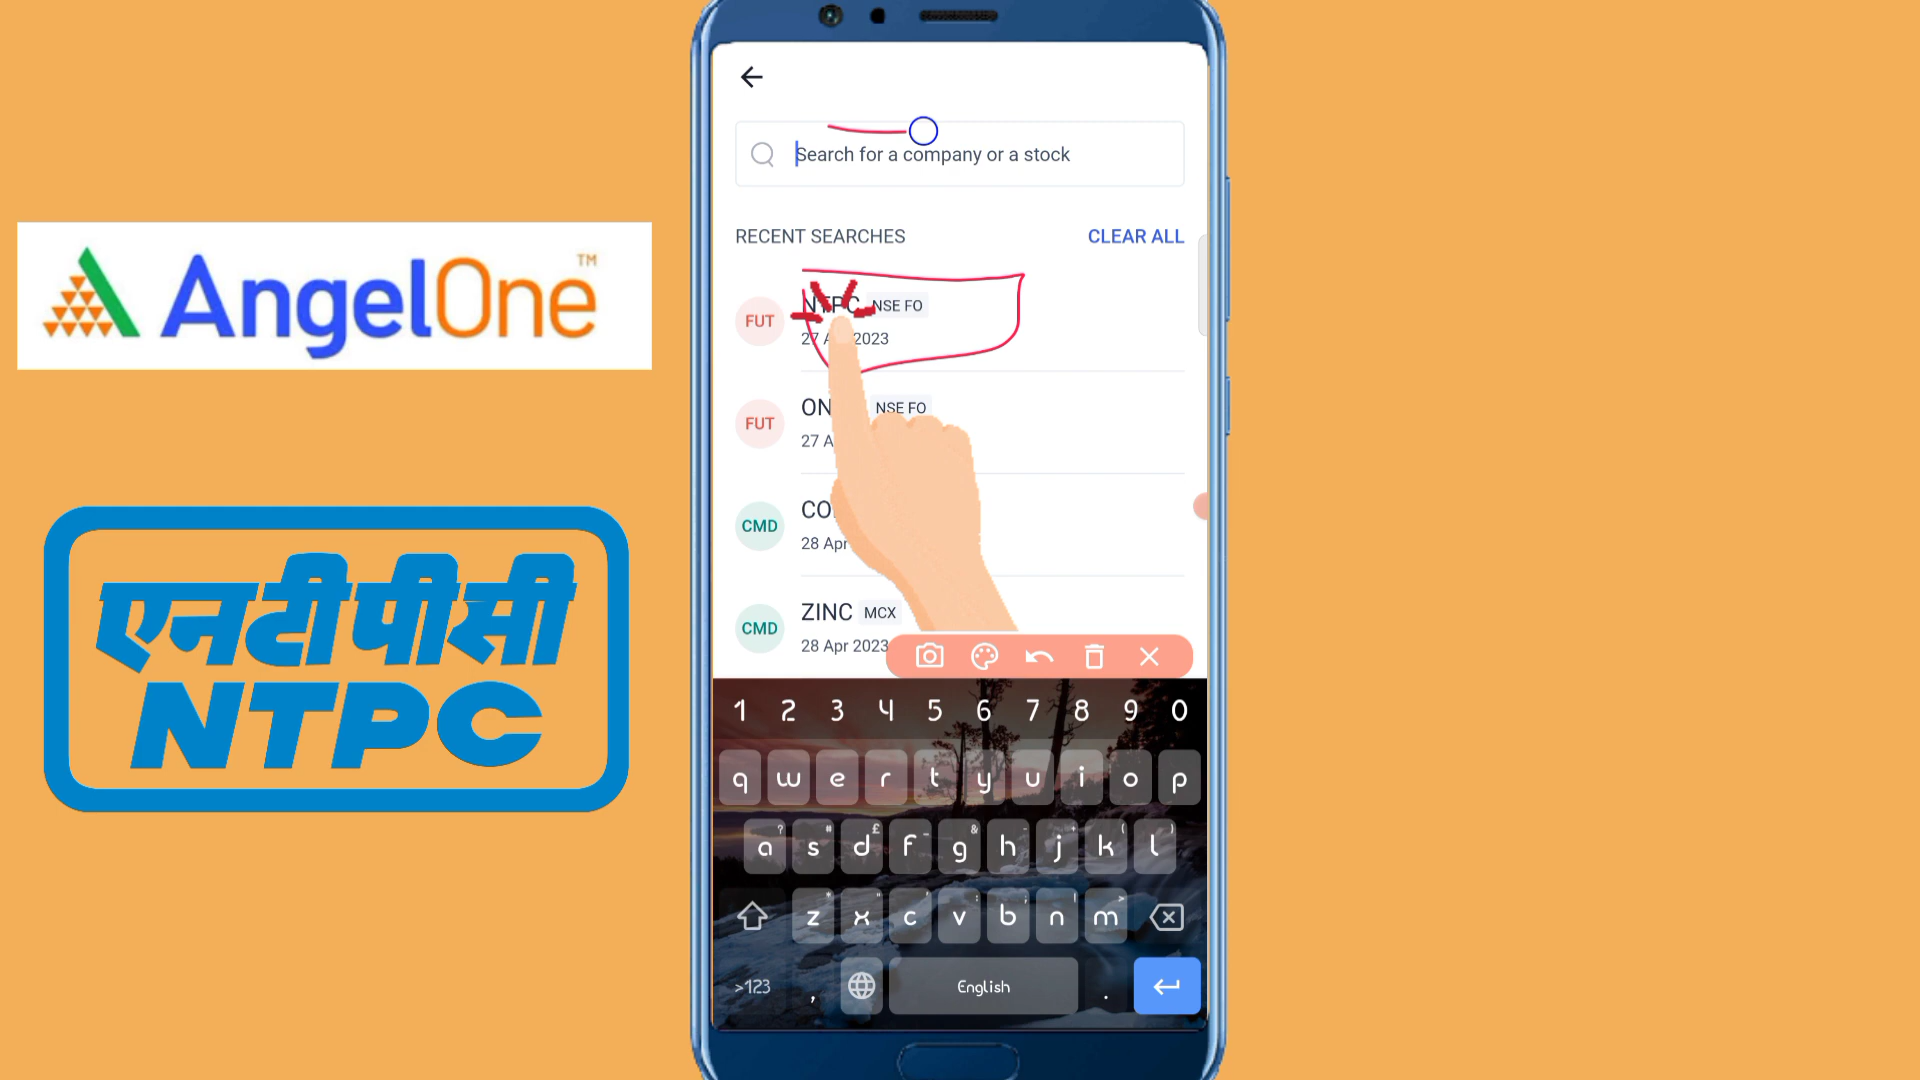 AngelOne™
एनटीपीसी
NTPC
Search for a company or a stock
RECENT SEARCHES
CLEAR ALL
FUT
NTPC NSE FO
27 2023
FUT
NSE FO
27
CMD
28 Apr
CMD
ZINC MCX
28 Apr 2023
1 2 3 4 5 6 7 8 9 0
q w e r t y u i o p
a s d f g h j k l
z x c v b n m
>123 , English .